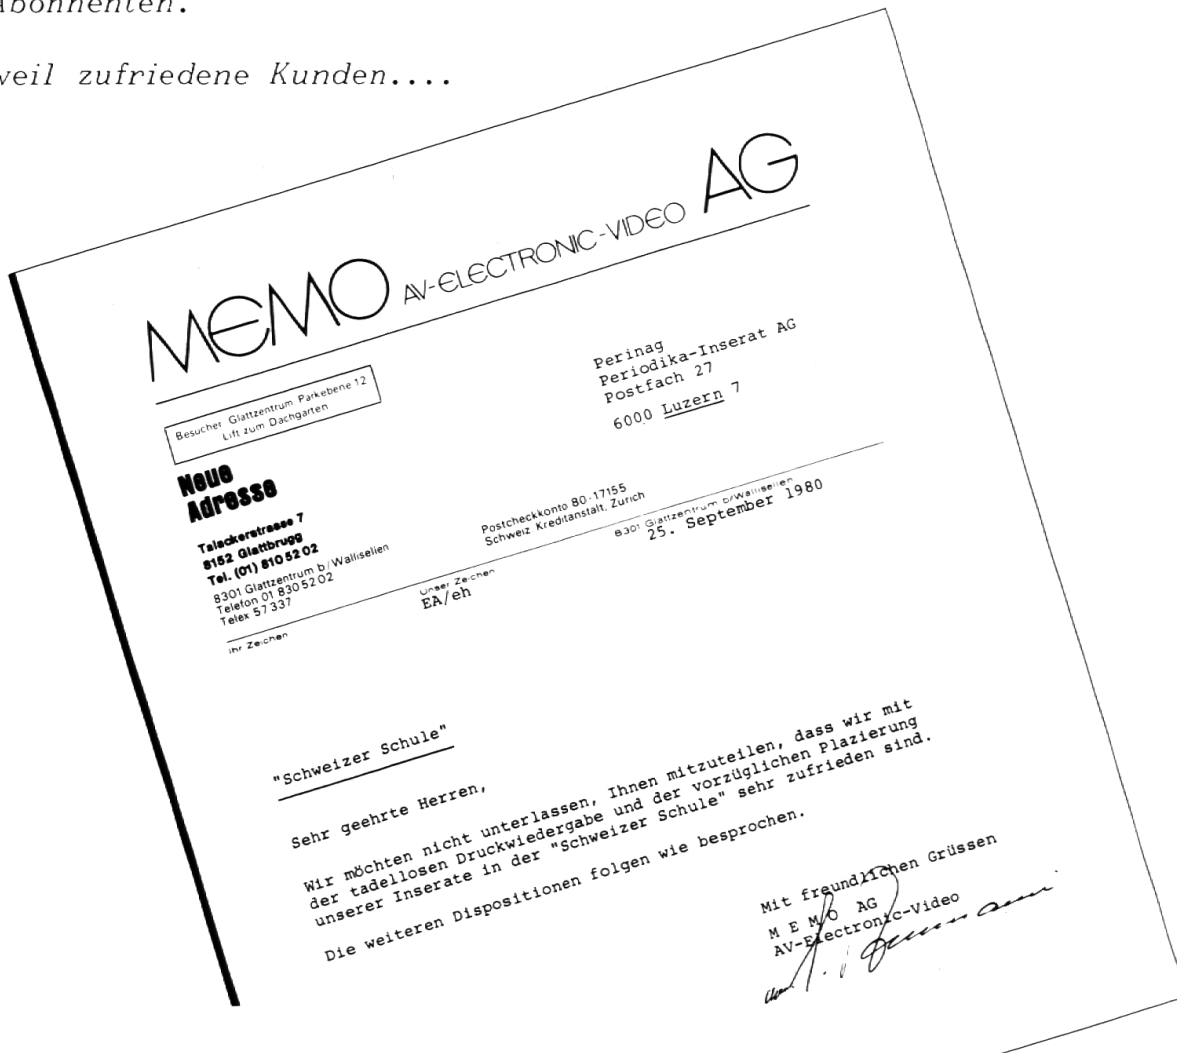 Abonnenten.
weil zufriedene Kunden....
MEMO AV-ELECTRONIC-VIDEO AG
Perinag
Periodika-Inserat AG
Postfach 27
6000 Luzern 7
Besucher Glattzentrum Parkebene 12
Lift zum Dachgarten
Neue
Adresse
Talackerstrasse 7
8152 Glattbrugg
Tel. (01) 810 52 02
8301 Glattzentrum b/Wallisellen
Telefon 01 830 52 02
Telex 57 337
Postcheckkonto 80-17155
Schweiz Kreditanstalt, Zürich
8301 Glattzentrum b/Wallisellen
25. September 1980
Ihr Zeichen
Unser Zeichen
EA/eh
"Schweizer Schule"
Sehr geehrte Herren,
Wir möchten nicht unterlassen, Ihnen mitzuteilen, dass wir mit
der tadellosen Druckwiedergabe und der vorzüglichen Plazierung
unserer Inserate in der "Schweizer Schule" sehr zufrieden sind.
Die weiteren Dispositionen folgen wie besprochen.
Mit freundlichen Grüssen
M E M O AG
AV-Electronic-Video